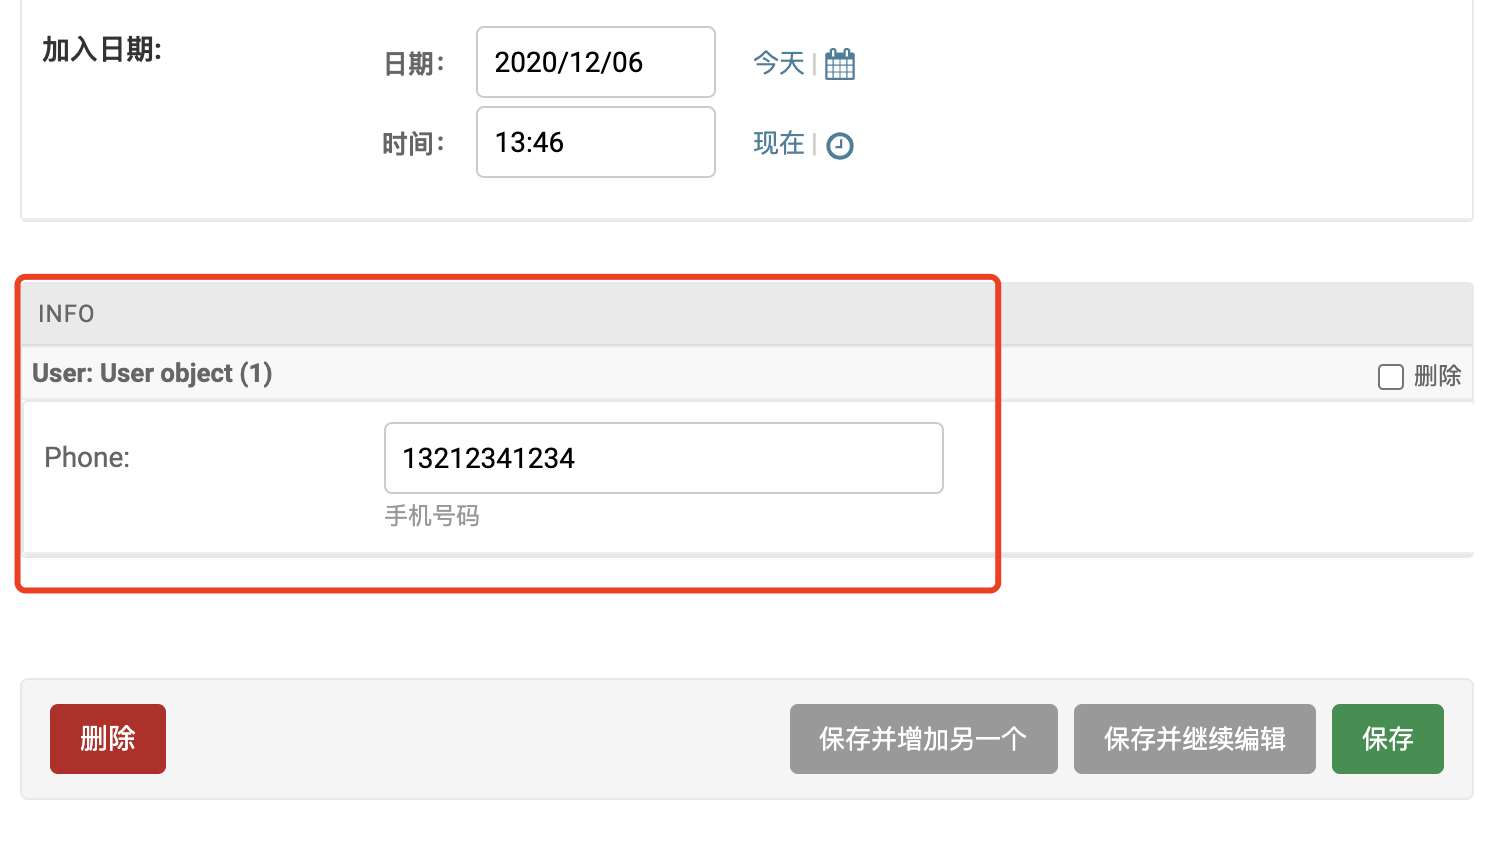 加入日期:
日期： 2020/12/06 今天 |
时间： 13:46 现在 |
INFO
User: User object (1) 删除
Phone: 13212341234
手机号码
删除 保存并增加另一个 保存并继续编辑 保存